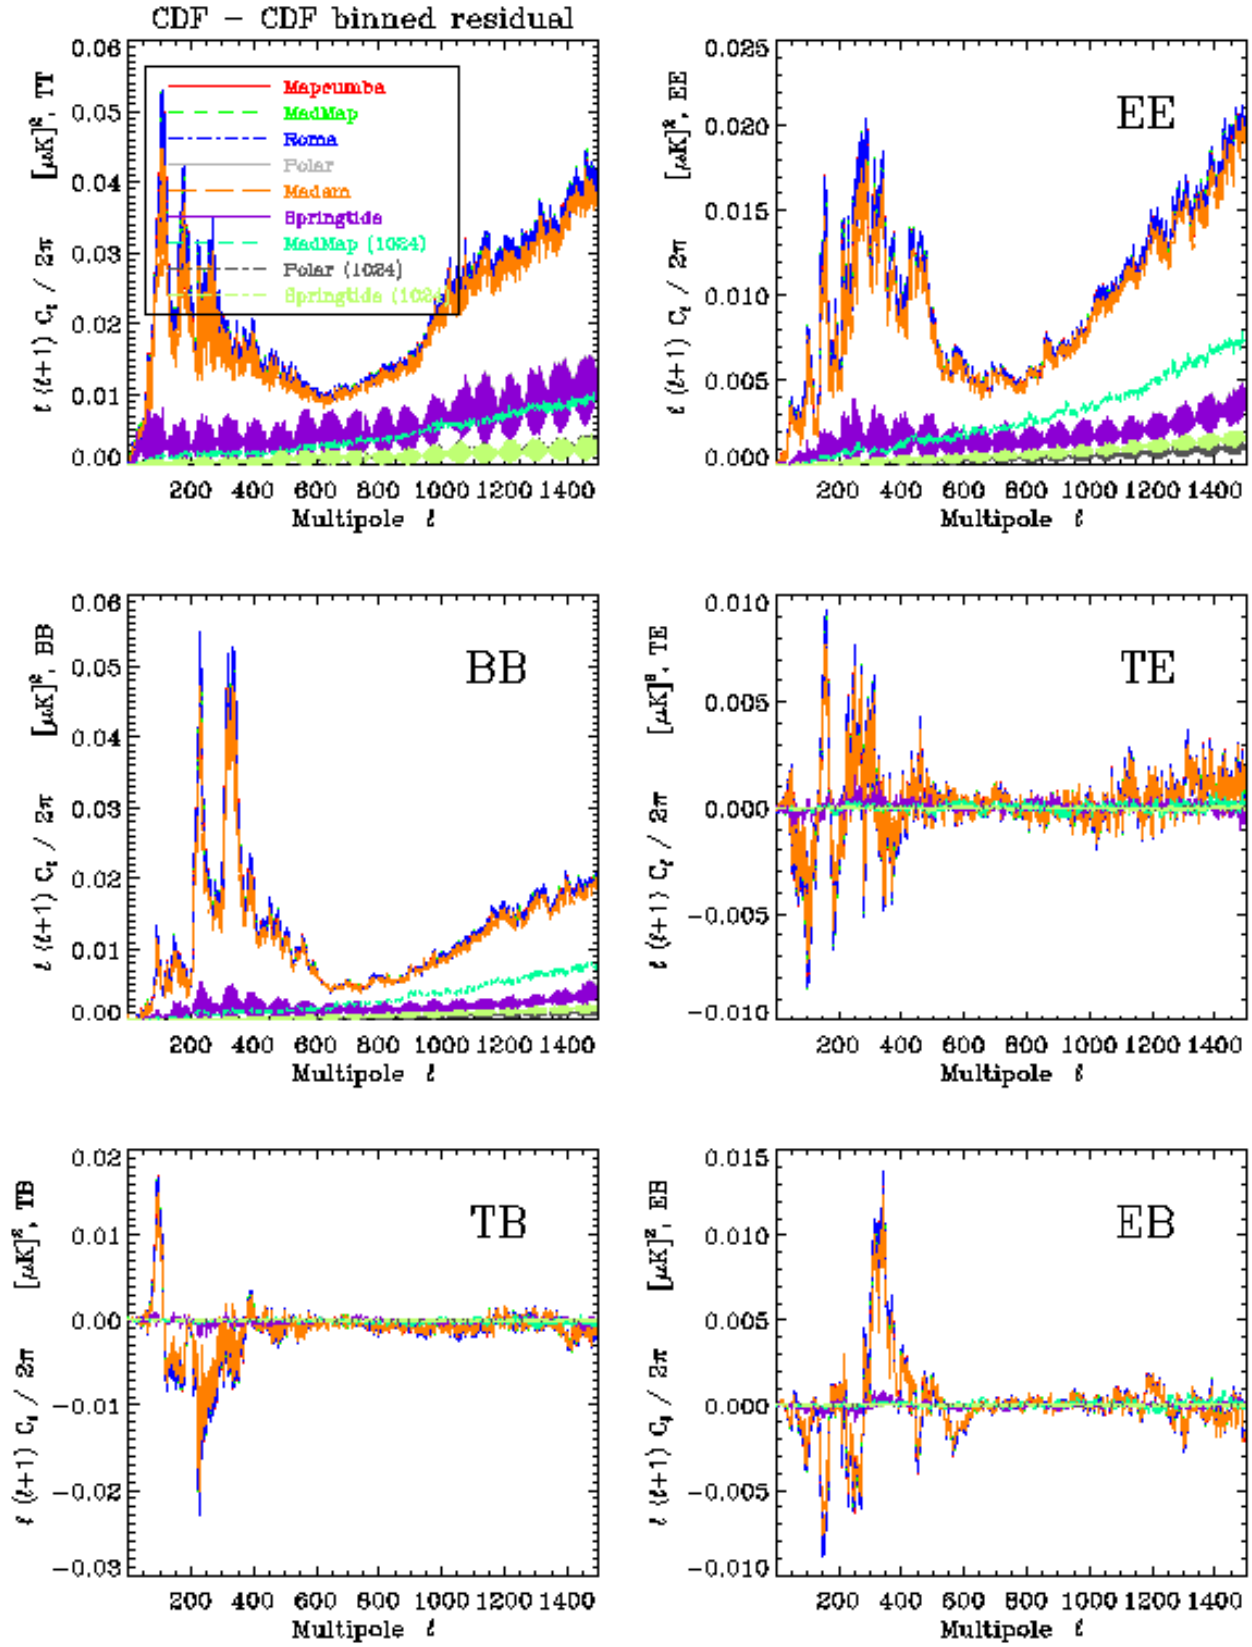 CDF – CDF binned residual
0.06
0.05
0.04
0.03
0.02
0.01
0.00
ℓ (ℓ+1) Cℓ / 2π [μK]², TT
Mapcumba
MadMap
Roma
Polar
Madam
Springtide
MadMap (1024)
Polar (1024)
Springtide (1024
200 400 600 800 1000 1200 1400
Multipole ℓ
0.025
0.020
0.015
0.010
0.005
0.000
ℓ (ℓ+1) Cℓ / 2π [μK]², EE
EE
200 400 600 800 1000 1200 1400
Multipole ℓ
0.06
0.05
0.04
0.03
0.02
0.01
0.00
ℓ (ℓ+1) Cℓ / 2π [μK]², BB
BB
200 400 600 800 1000 1200 1400
Multipole ℓ
0.010
0.005
0.000
−0.005
−0.010
ℓ (ℓ+1) Cℓ / 2π [μK]², TE
TE
200 400 600 800 1000 1200 1400
Multipole ℓ
0.02
0.01
0.00
−0.01
−0.02
−0.03
ℓ (ℓ+1) Cℓ / 2π [μK]², TB
TB
200 400 600 800 1000 1200 1400
Multipole ℓ
0.015
0.010
0.005
0.000
−0.005
−0.010
ℓ (ℓ+1) Cℓ / 2π [μK]², EB
EB
200 400 600 800 1000 1200 1400
Multipole ℓ